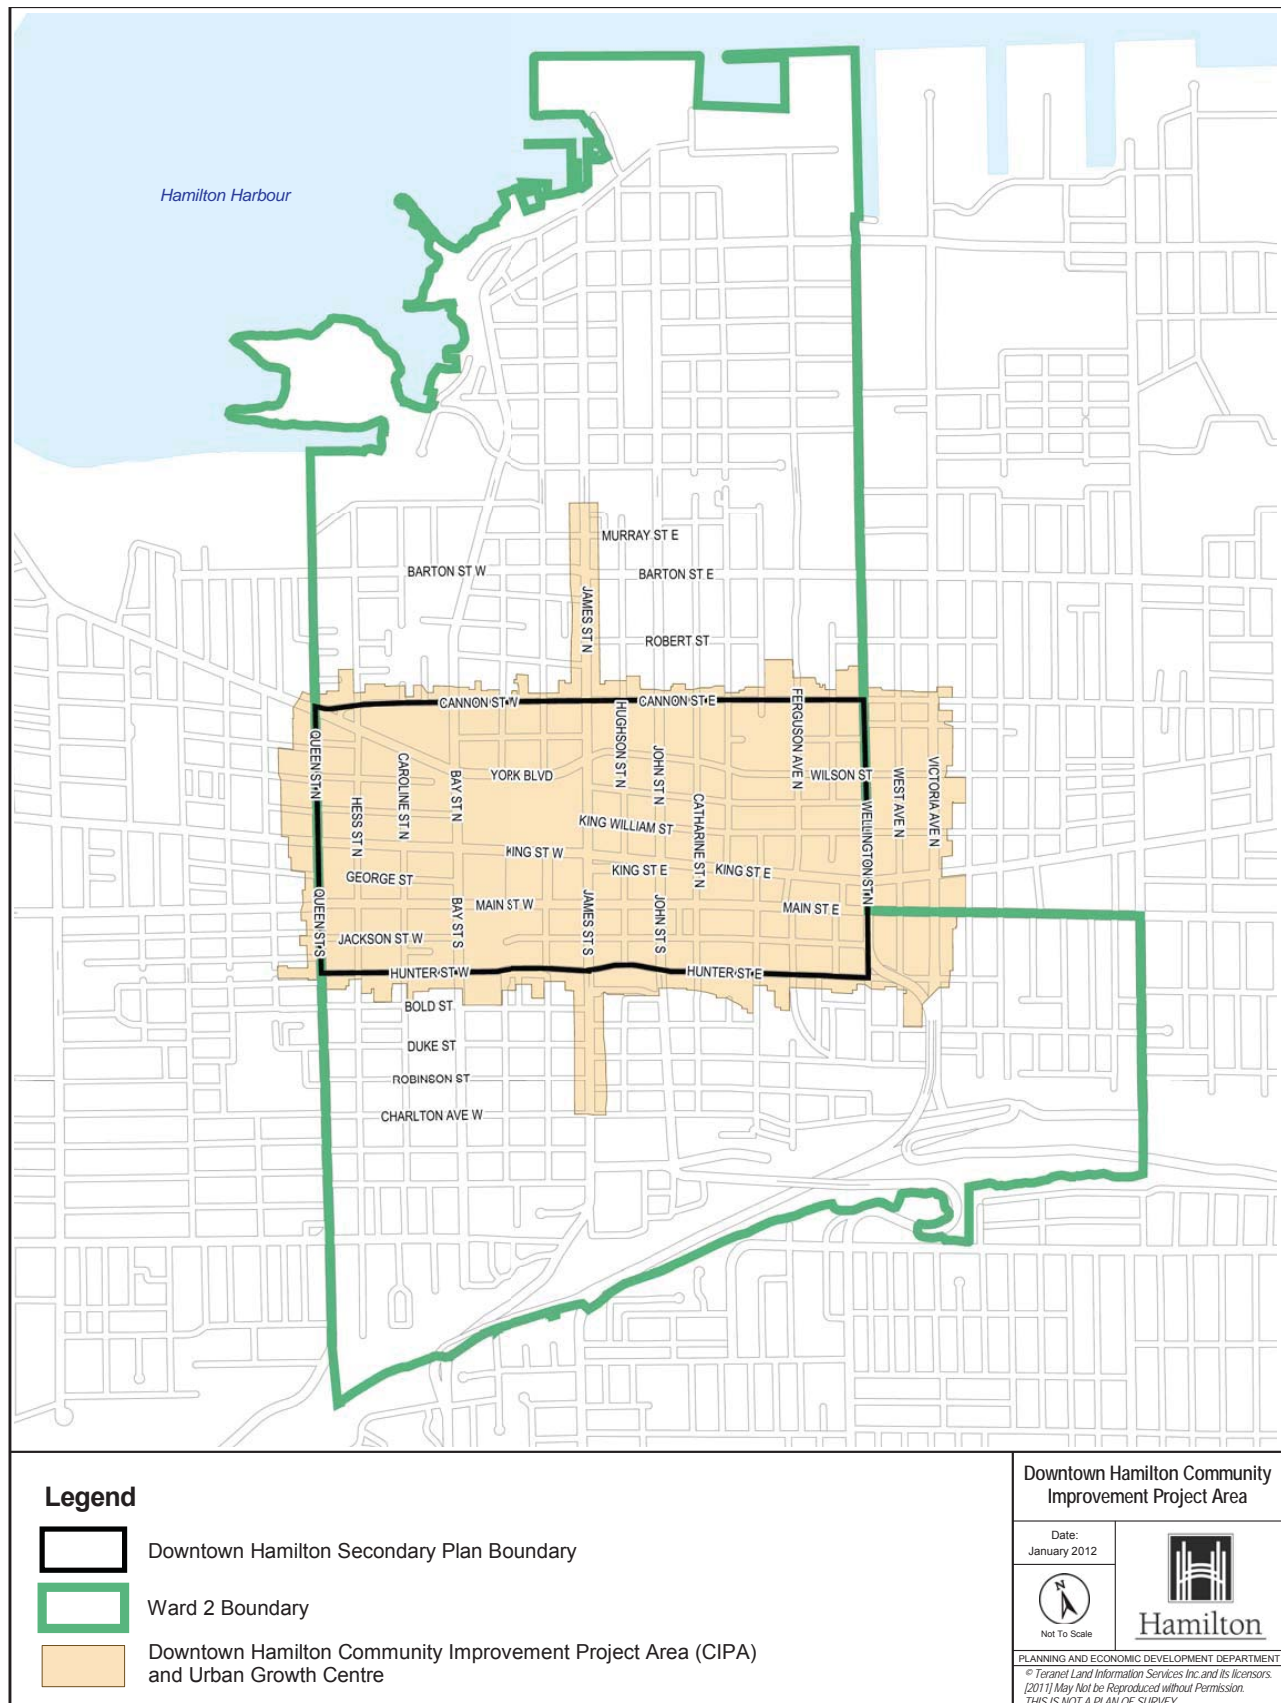 Hamilton Harbour
MURRAY ST E
BARTON ST W
BARTON ST E
JAMES ST N
ROBERT ST
CANNON ST W
CANNON ST E
FERGUSON AVE N
HUGHSON ST N
QUEEN ST N
CAROLINE ST N
BAY ST N
YORK BLVD
JOHN ST N
WILSON ST
WEST AVE N
VICTORIA AVE N
HESS ST N
CATHARINE ST N
WELLINGTON ST N
KING WILLIAM ST
KING ST W
KING ST E
KING ST E
GEORGE ST
QUEEN ST S
BAY ST S
MAIN ST W
JAMES ST S
JOHN ST S
MAIN ST E
JACKSON ST W
HUNTER ST W
HUNTER ST E
BOLD ST
DUKE ST
ROBINSON ST
CHARLTON AVE W
Legend
Downtown Hamilton Secondary Plan Boundary
Ward 2 Boundary
Downtown Hamilton Community Improvement Project Area (CIPA)
and Urban Growth Centre
Downtown Hamilton Community
Improvement Project Area
Date:
January 2012
N
Not To Scale
Hamilton
PLANNING AND ECONOMIC DEVELOPMENT DEPARTMENT
© Teranet Land Information Services Inc.and its licensors.
[2011] May Not be Reproduced without Permission.
THIS IS NOT A PLAN OF SURVEY